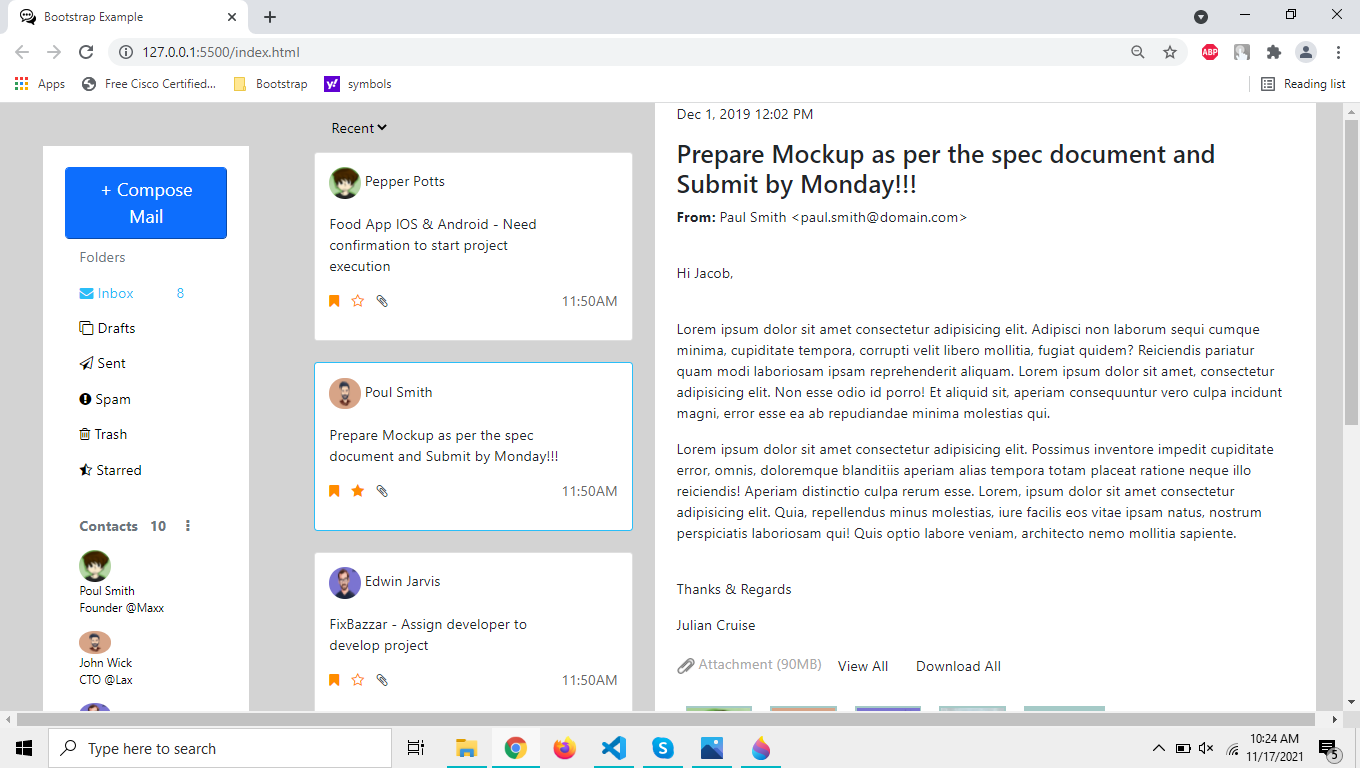 Bootstrap Example
127.0.0.1:5500/index.html
ABP
Apps
Free Cisco Certified...
Bootstrap
y!
symbols
Reading list
+ Compose
Mail
Folders
Inbox 8
Drafts
Sent
Spam
Trash
Starred
Contacts 10
Poul Smith
Founder @Maxx
John Wick
CTO @Lax
Recent
Pepper Potts
Food App IOS & Android - Need
confirmation to start project
execution
11:50AM
Poul Smith
Prepare Mockup as per the spec
document and Submit by Monday!!!
11:50AM
Edwin Jarvis
FixBazzar - Assign developer to
develop project
11:50AM
Dec 1, 2019 12:02 PM
Prepare Mockup as per the spec document and
Submit by Monday!!!
From: Paul Smith <paul.smith@domain.com>
Hi Jacob,
Lorem ipsum dolor sit amet consectetur adipisicing elit. Adipisci non laborum sequi cumque
minima, cupiditate tempora, corrupti velit libero mollitia, fugiat quidem? Reiciendis pariatur
quam modi laboriosam ipsam reprehenderit aliquam. Lorem ipsum dolor sit amet, consectetur
adipisicing elit. Non esse odio id porro! Et aliquid sit, aperiam consequuntur vero culpa incidunt
magni, error esse ea ab repudiandae minima molestias qui.
Lorem ipsum dolor sit amet consectetur adipisicing elit. Possimus inventore impedit cupiditate
error, omnis, doloremque blanditiis aperiam alias tempora totam placeat ratione neque illo
reiciendis! Aperiam distinctio culpa rerum esse. Lorem, ipsum dolor sit amet consectetur
adipisicing elit. Quia, repellendus minus molestias, iure facilis eos vitae ipsam natus, nostrum
perspiciatis laboriosam qui! Quis optio labore veniam, architecto nemo mollitia sapiente.
Thanks & Regards
Julian Cruise
Attachment (90MB) View All Download All
Type here to search
S
10:24 AM
11/17/2021
5